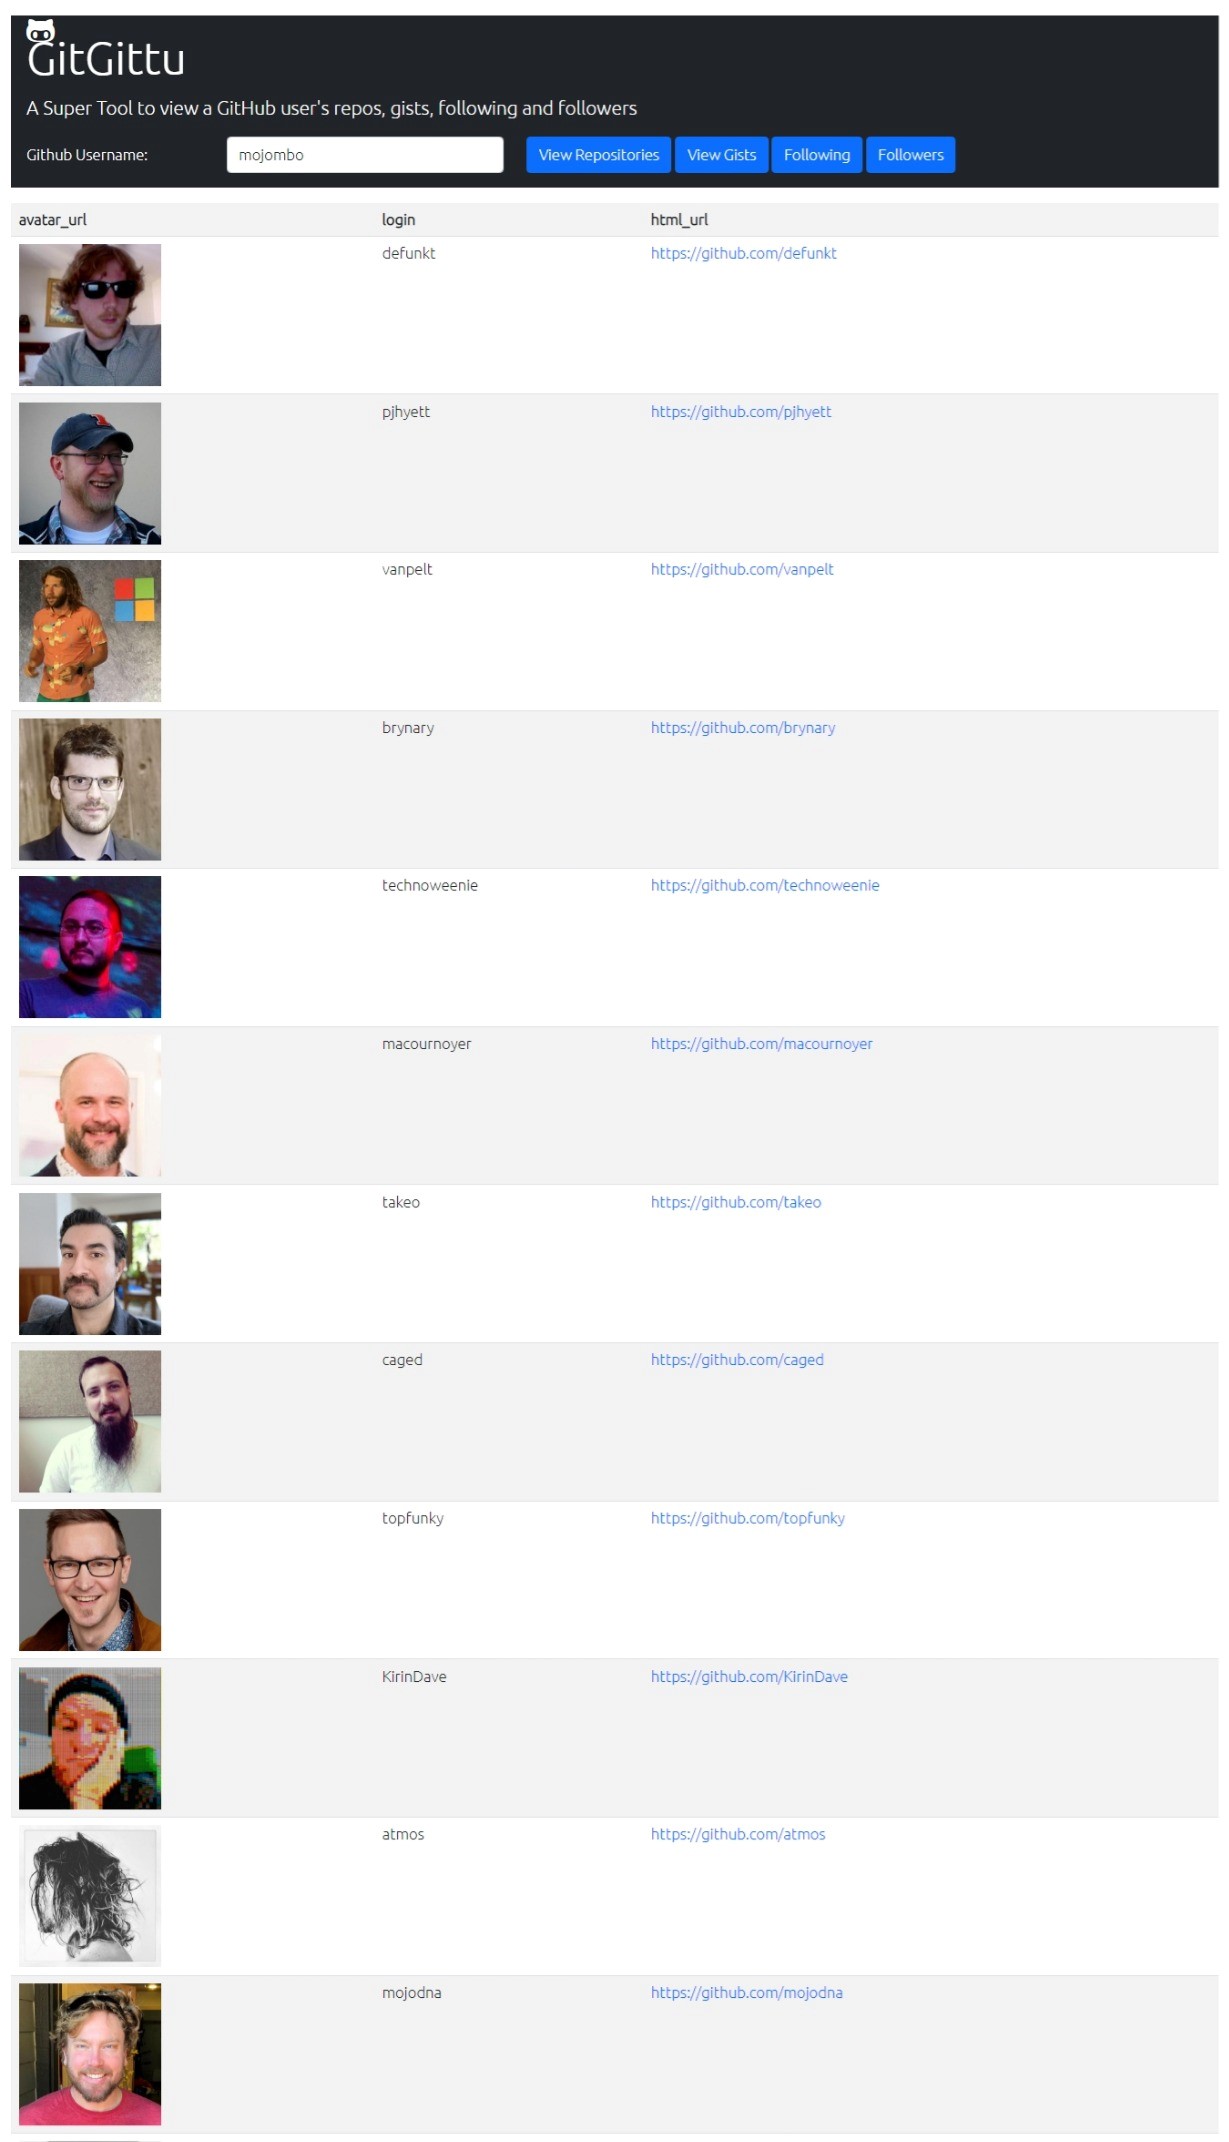 GitGittu
A Super Tool to view a GitHub user's repos, gists, following and followers
Github Username: mojombo View Repositories View Gists Following Followers
avatar_url login html_url
defunkt https://github.com/defunkt
pjhyett https://github.com/pjhyett
vanpelt https://github.com/vanpelt
brynary https://github.com/brynary
technoweenie https://github.com/technoweenie
macournoyer https://github.com/macournoyer
takeo https://github.com/takeo
caged https://github.com/caged
topfunky https://github.com/topfunky
KirinDave https://github.com/KirinDave
atmos https://github.com/atmos
mojodna https://github.com/mojodna